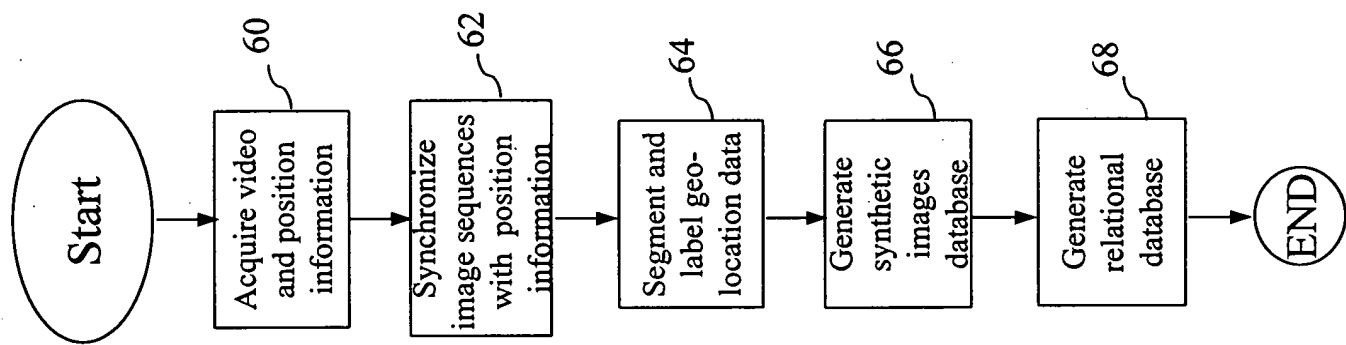 Start
60
Acquire video
and position
information
62
Synchronize
image sequences
with position
information
64
Segment and
label geo-
location data
66
Generate
synthetic
images
database
68
Generate
relational
database
END